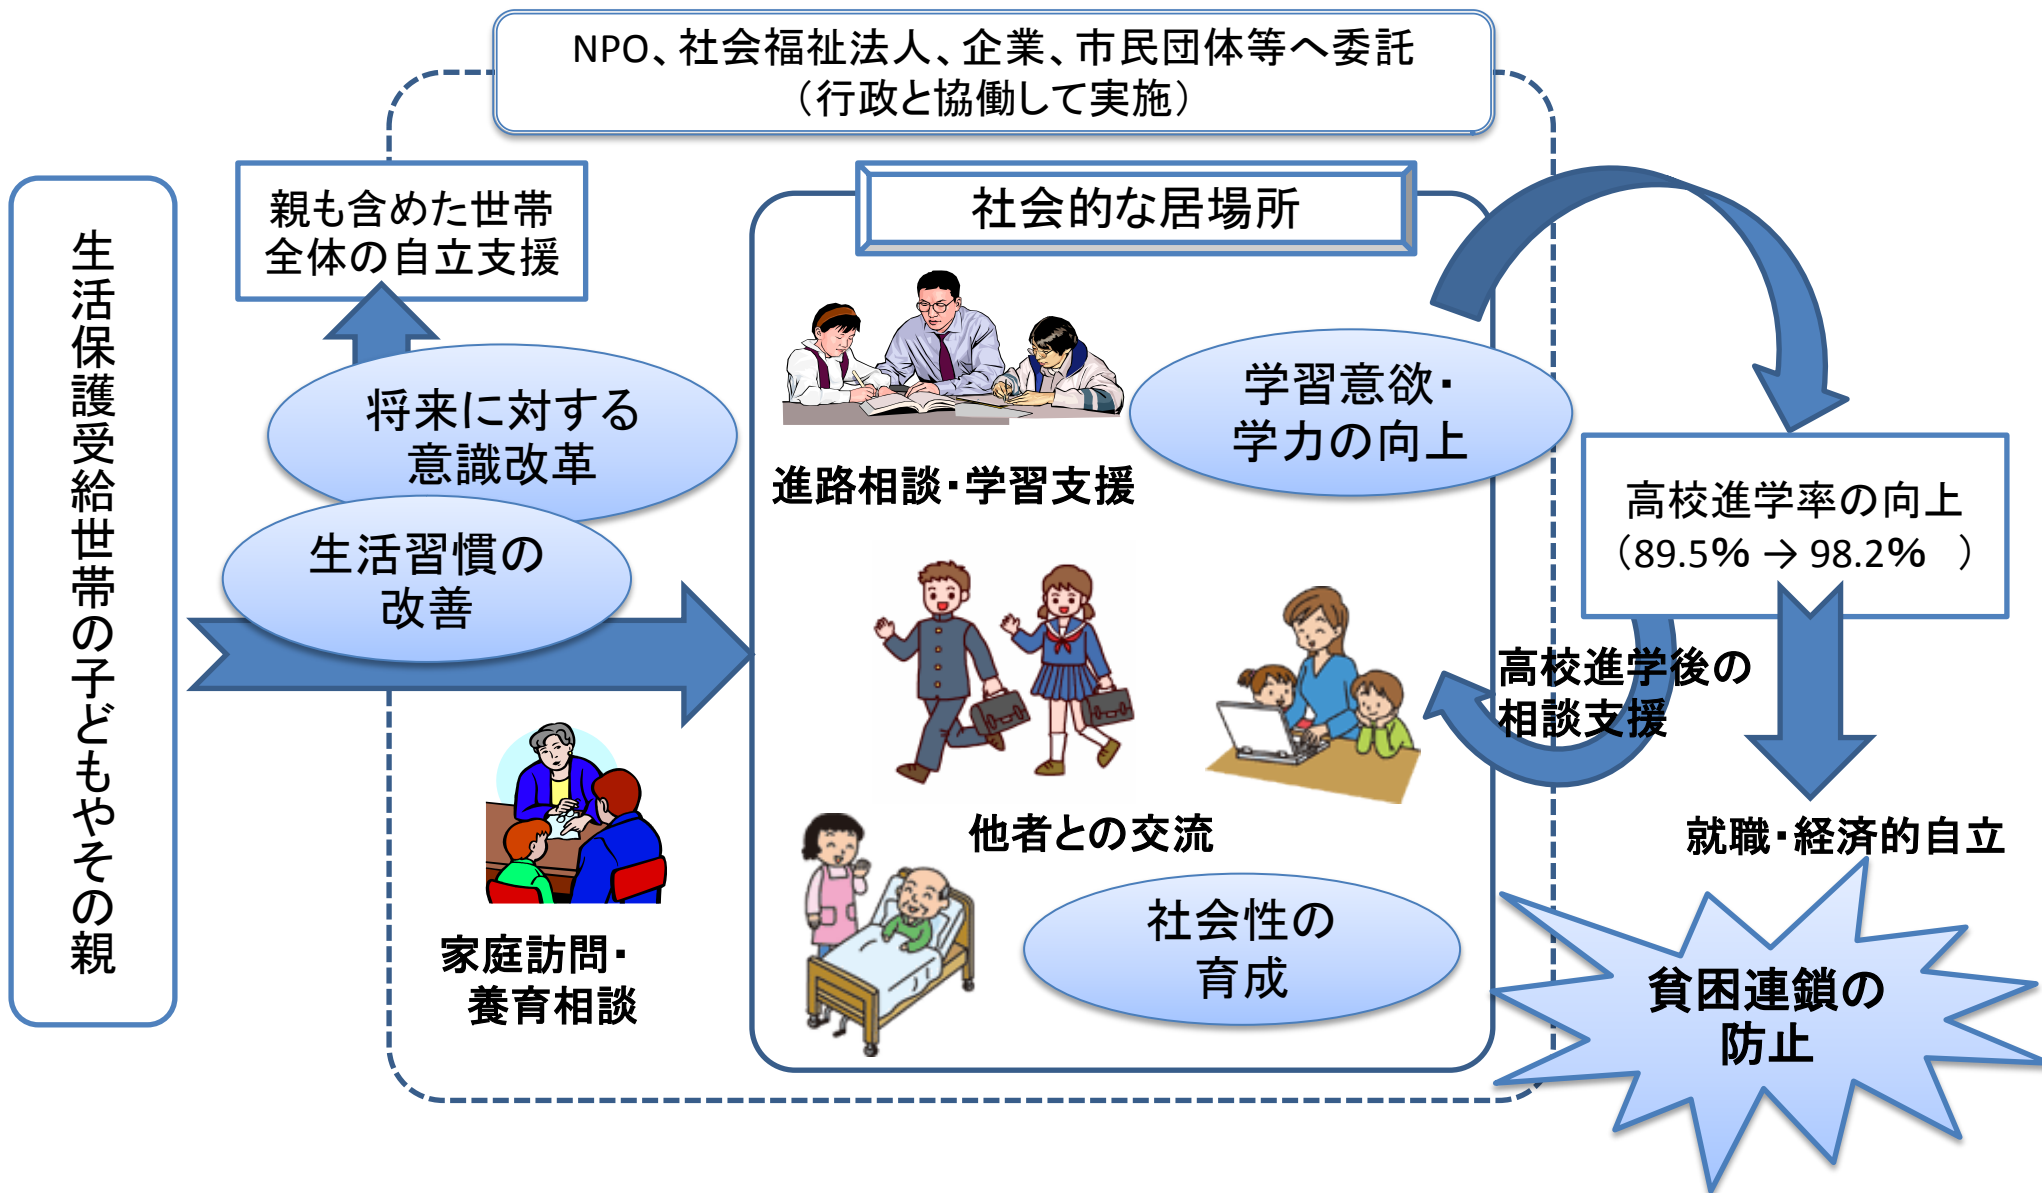 NPO、社会福祉法人、企業、市民団体等へ委託
（行政と協働して実施）
生活保護受給世帯の子どもやその親
親も含めた世帯
全体の自立支援
将来に対する
意識改革
生活習慣の
改善
家庭訪問・
養育相談
社会的な居場所
進路相談・学習支援
学習意欲・
学力の向上
他者との交流
社会性の
育成
高校進学率の向上
（89.5% → 98.2%　）
高校進学後の
相談支援
就職・経済的自立
貧困連鎖の
防止